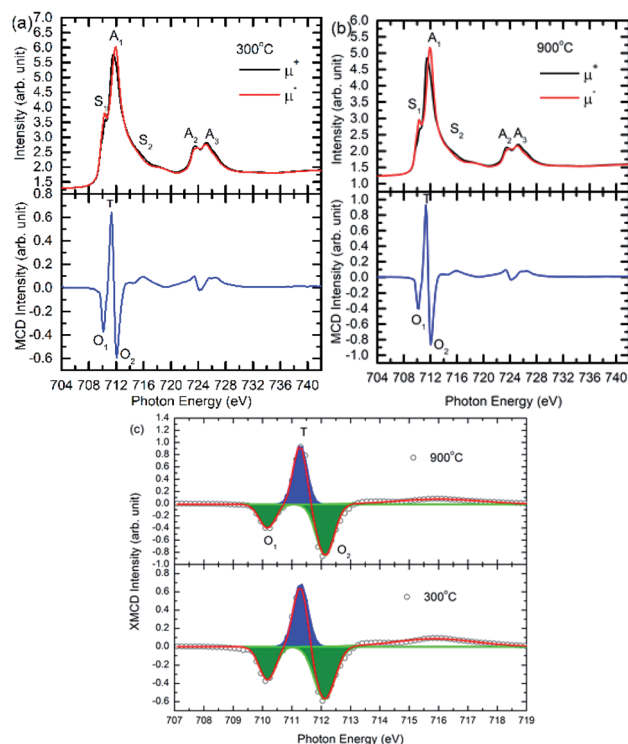 (a)
300°C
μ+
μ-
A1
S1
S2
A2
A3
Intensity (arb. unit)
6.0
5.5
5.0
4.5
4.0
3.5
3.0
2.5
2.0
1.5
T
O1
O2
MCD Intensity (arb. unit)
0.6
0.4
0.2
0.0
-0.2
-0.4
-0.6
704 708 712 716 720 724 728 732 736 740
Photon Energy (eV)
(b)
900°C
μ+
μ-
A1
S1
S2
A2
A3
Intensity (arb. unit)
6.0
5.5
5.0
4.5
4.0
3.5
3.0
2.5
2.0
1.5
1.0
T
O1
O2
MCD Intensity (arb. unit)
1.0
0.8
0.6
0.4
0.2
0.0
-0.2
-0.4
-0.6
-0.8
-1.0
704 708 712 716 720 724 728 732 736 740
Photon Energy (eV)
(c)
T
900°C
O1
O2
1.4
1.2
1.0
0.8
0.6
0.4
0.2
0.0
-0.2
-0.4
-0.6
-0.8
-1.0
XMCD Intensity (arb. unit)
300°C
0.8
0.6
0.4
0.2
0.0
-0.2
-0.4
-0.6
707 708 709 710 711 712 713 714 715 716 717 718 719
Photon Energy (eV)